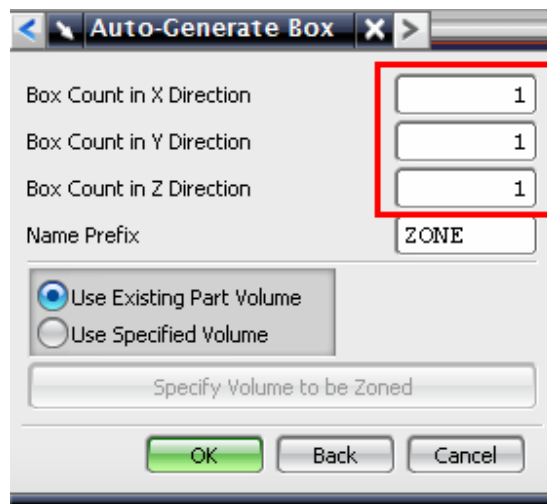 Auto-Generate Box
Box Count in X Direction 1
Box Count in Y Direction 1
Box Count in Z Direction 1
Name Prefix ZONE
Use Existing Part Volume
Use Specified Volume
Specify Volume to be Zoned
OK Back Cancel